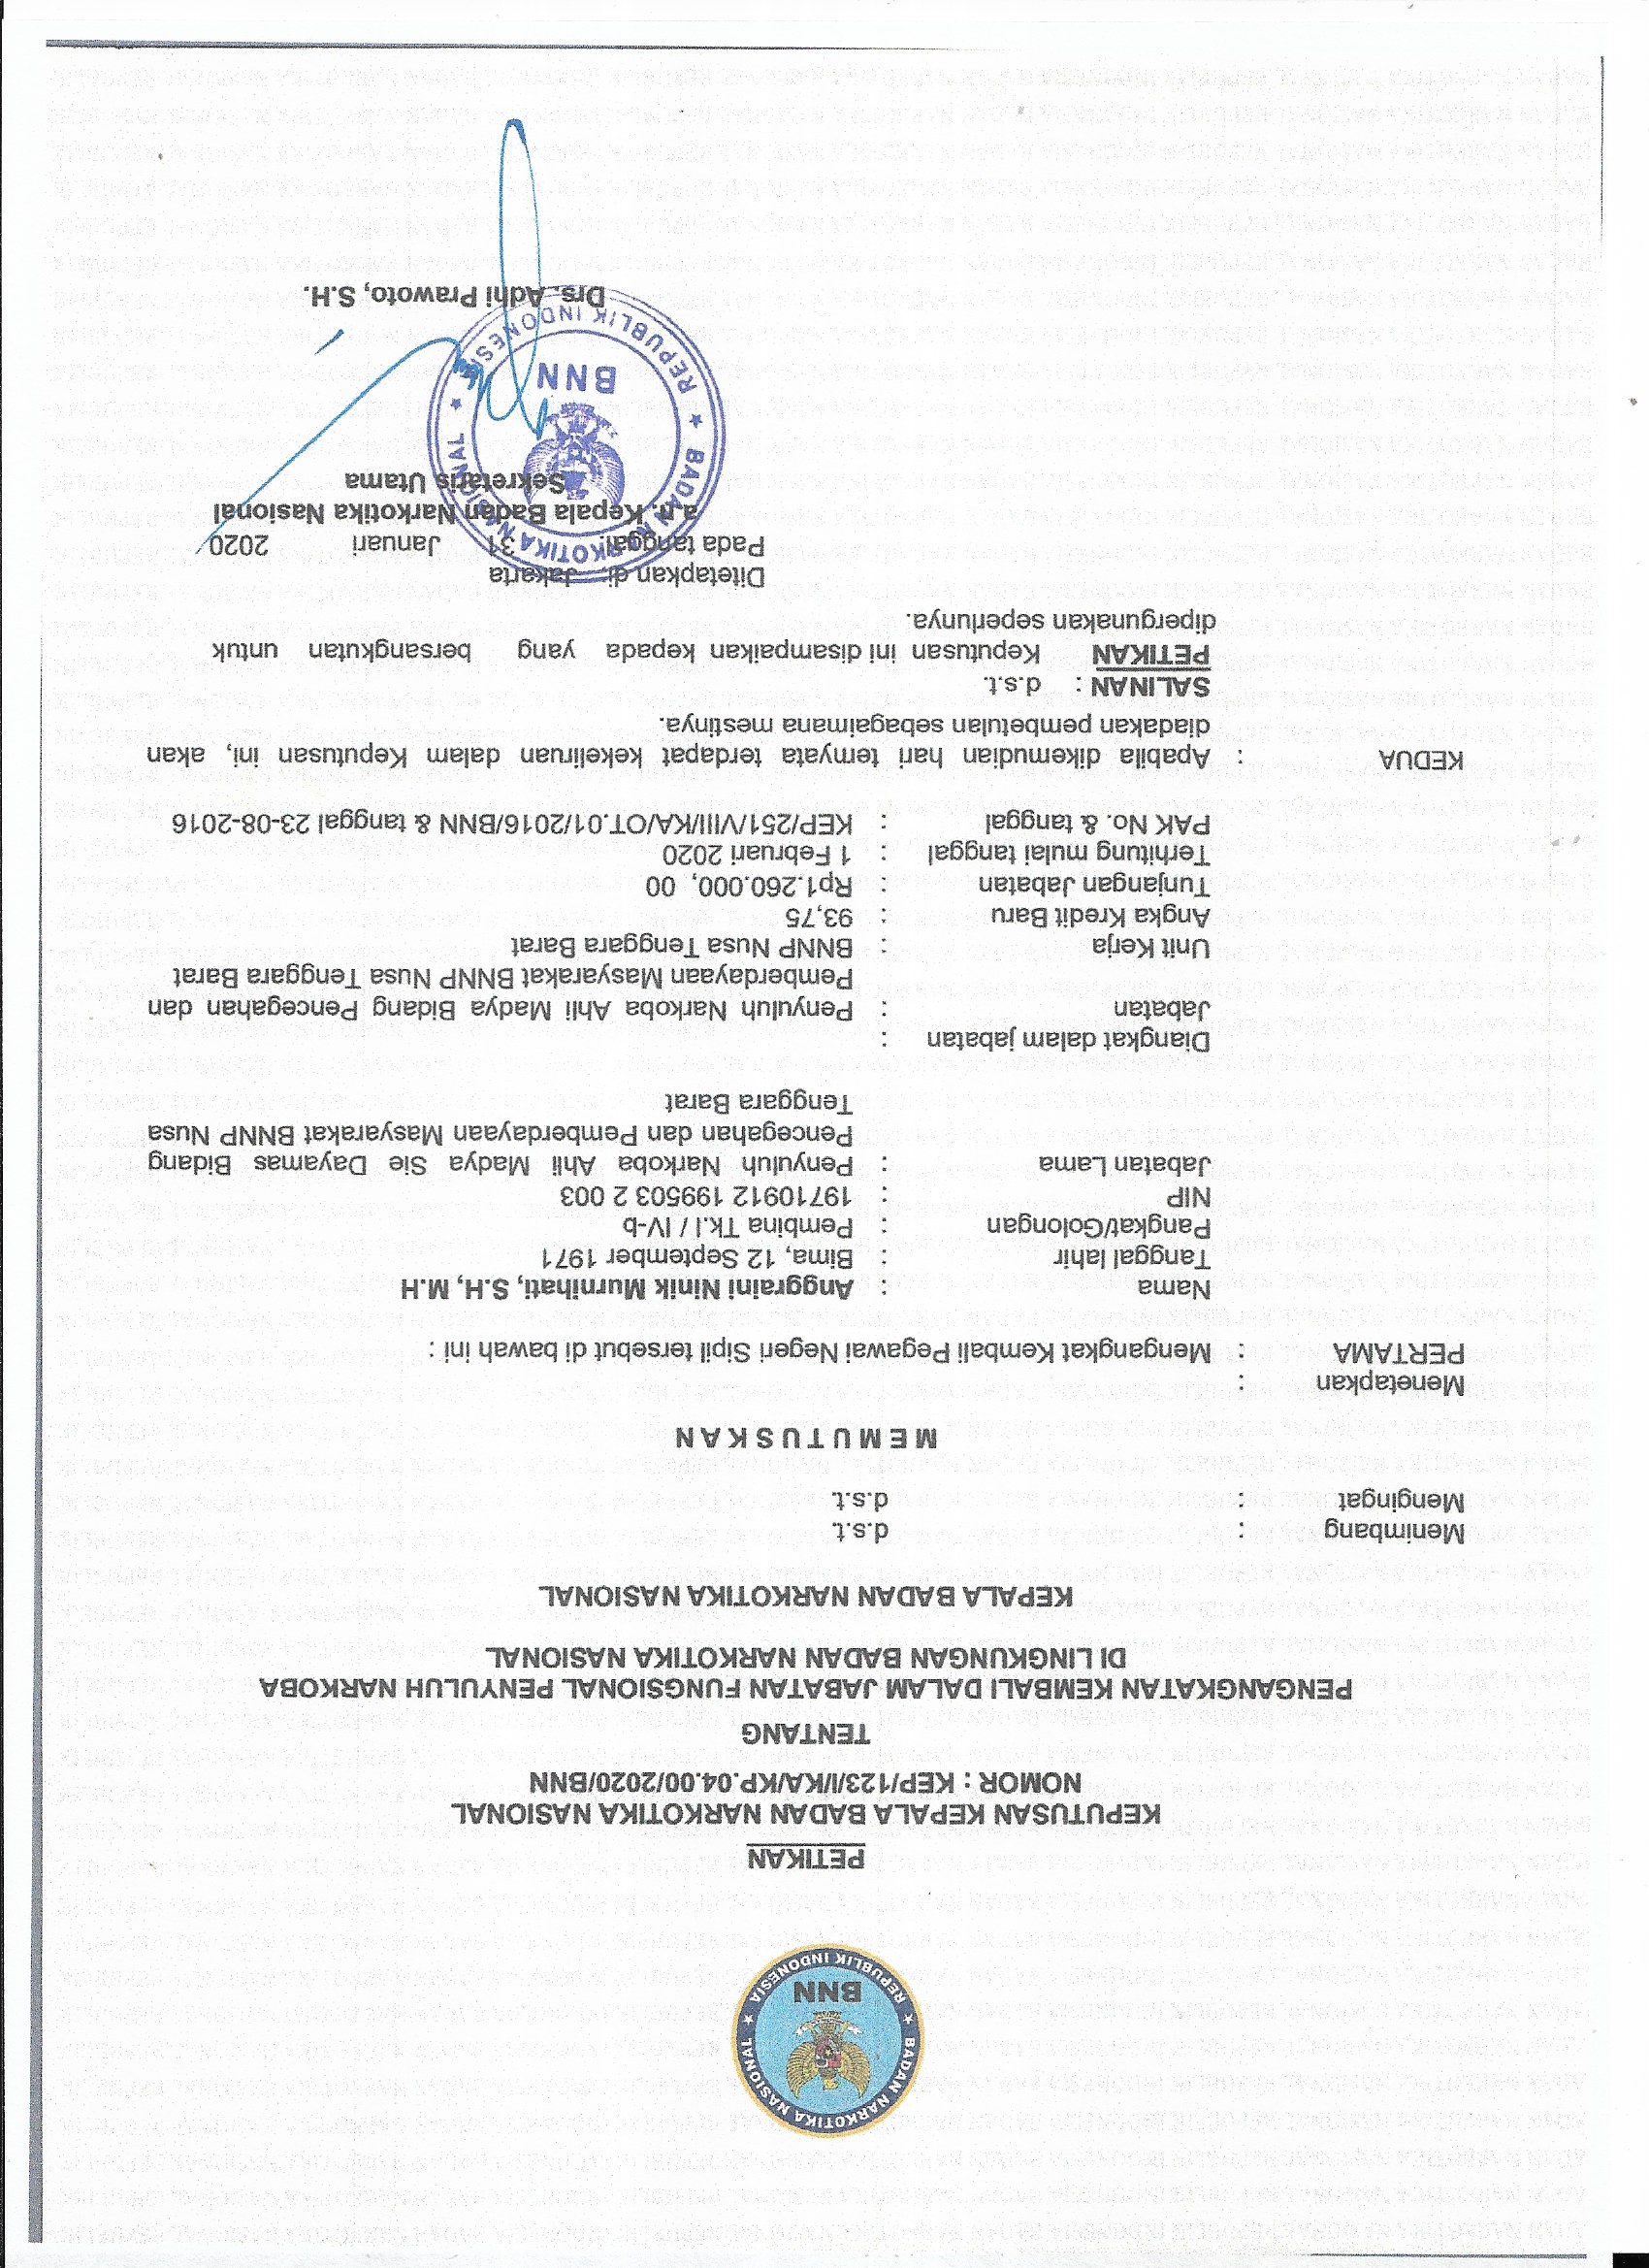 BADAN NARKOTIKA NASIONAL
BNN
REPUBLIK INDONESIA
PETIKAN
KEPUTUSAN KEPALA BADAN NARKOTIKA NASIONAL
NOMOR : KEP/123/I/KA/KP.04.00/2020/BNN
TENTANG
PENGANGKATAN KEMBALI DALAM JABATAN FUNGSIONAL PENYULUH NARKOBA
DI LINGKUNGAN BADAN NARKOTIKA NASIONAL
KEPALA BADAN NARKOTIKA NASIONAL
Menimbang : d.s.t.
Mengingat : d.s.t.
M E M U T U S K A N
Menetapkan :
PERTAMA : Mengangkat Kembali Pegawai Negeri Sipil tersebut di bawah ini :
Nama : Anggraini Ninik Murnihati, S.H, M.H
Tanggal lahir : Bima, 12 September 1971
Pangkat/Golongan : Pembina Tk.I / IV-b
NIP : 19710912 199503 2 003
Jabatan Lama : Penyuluh Narkoba Ahli Madya Sie Dayamas Bidang
Pencegahan dan Pemberdayaan Masyarakat BNNP Nusa
Tenggara Barat
Diangkat dalam jabatan :
Jabatan : Penyuluh Narkoba Ahli Madya Bidang Pencegahan dan
Pemberdayaan Masyarakat BNNP Nusa Tenggara Barat
Unit Kerja : BNNP Nusa Tenggara Barat
Angka Kredit Baru : 93,75
Tunjangan Jabatan : Rp1.260.000, 00
Terhitung mulai tanggal : 1 Februari 2020
PAK No. & tanggal : KEP/251/VIII/KA/OT.01/2016/BNN & tanggal 23-08-2016
KEDUA : Apabila dikemudian hari ternyata terdapat kekeliruan dalam Keputusan ini, akan
diadakan pembetulan sebagaimana mestinya.
SALINAN : d.s.t.
PETIKAN Keputusan ini disampaikan kepada yang bersangkutan untuk
dipergunakan seperlunya.
Ditetapkan di: Jakarta
Pada tanggal: 31 Januari 2020
a.n. Kepala Badan Narkotika Nasional
Sekretaris Utama
BADAN NARKOTIKA NASIONAL
BNN
REPUBLIK INDONESIA
Drs. Adhi Prawoto, S.H.